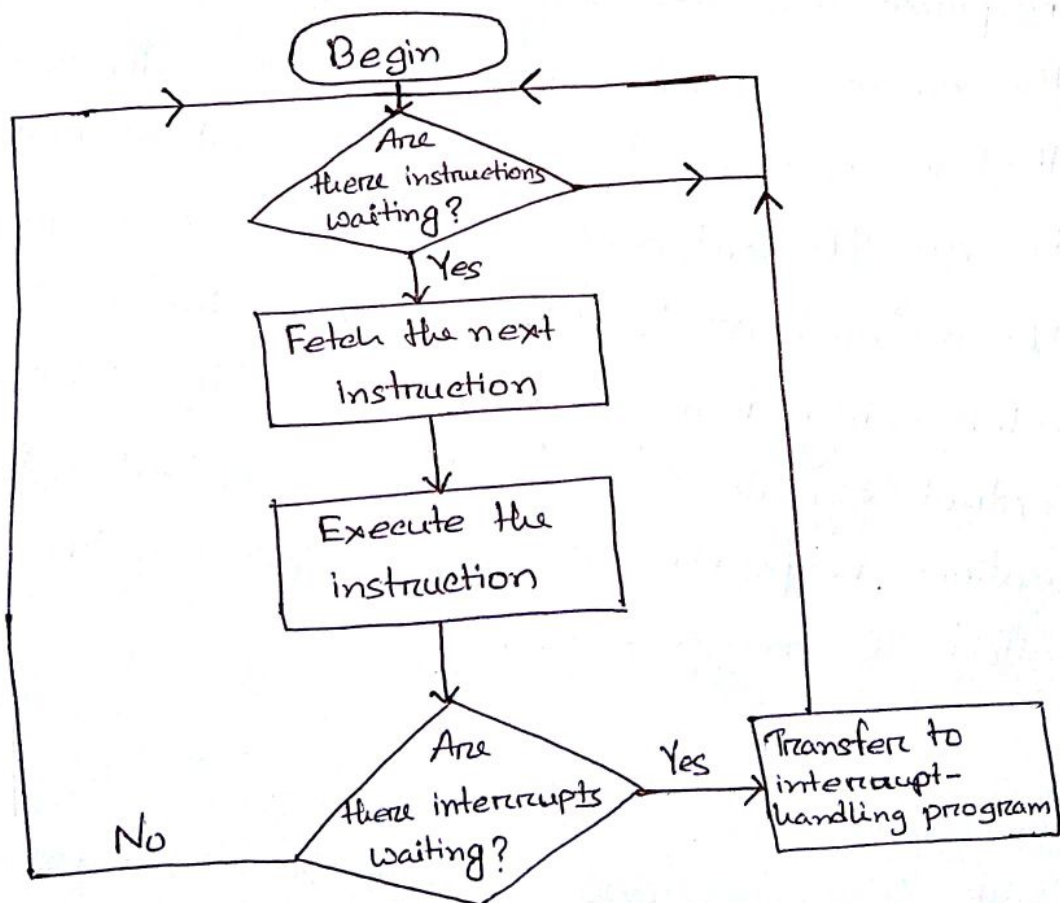 Begin
Are
there instructions
waiting?
Yes
Fetch the next
instruction
Execute the
instruction
Are
there interrupts
waiting?
Yes
No
Transfer to
interrupt-
handling program